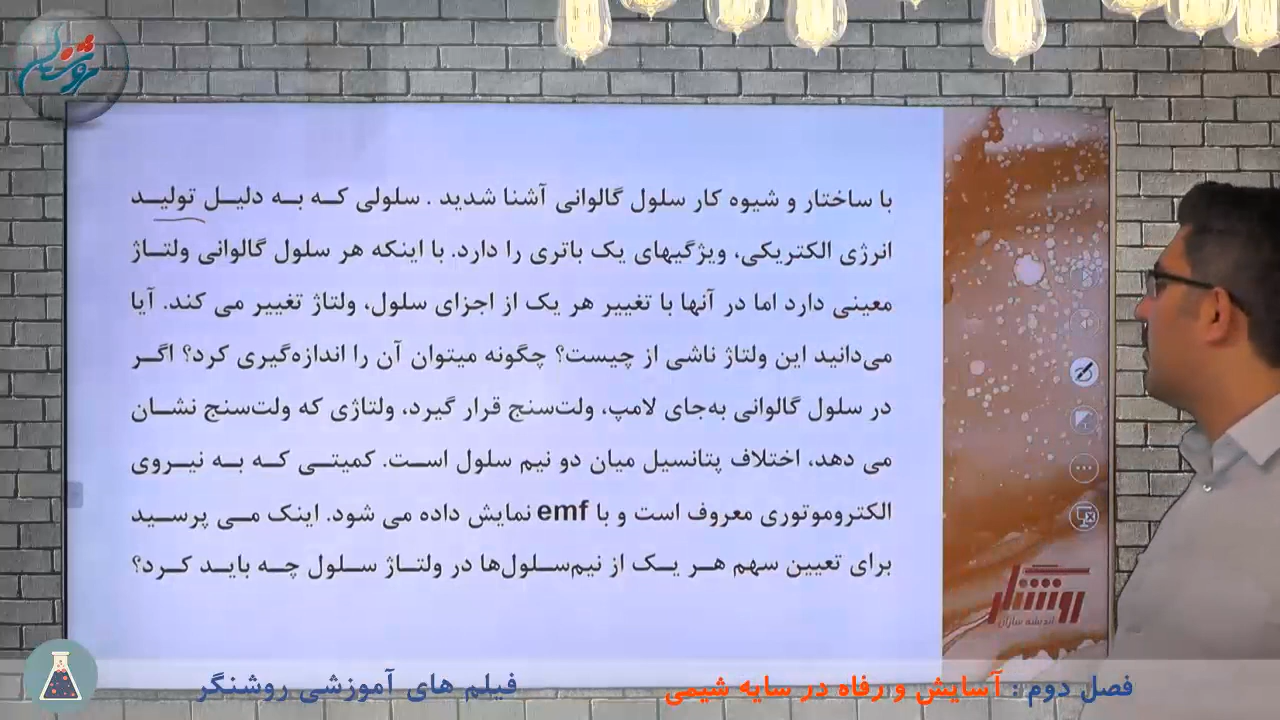 با ساختار و شیوه کار سلول گالوانی آشنا شدید . سلولی که به دلیل تولید
انرژی الکتریکی، ویژگیهای یک باتری را دارد. با اینکه هر سلول گالوانی ولتاژ
معینی دارد اما در آنها با تغییر هر یک از اجزای سلول، ولتاژ تغییر می کند. آیا
می‌دانید این ولتاژ ناشی از چیست؟ چگونه میتوان آن را اندازه‌گیری کرد؟ اگر
در سلول گالوانی به‌جای لامپ، ولت‌سنج قرار گیرد، ولتاژی که ولت‌سنج نشان
می دهد، اختلاف پتانسیل میان دو نیم سلول است. کمیتی که به نیروی
الکتروموتوری معروف است و با emf نمایش داده می شود. اینک می پرسید
برای تعیین سهم هر یک از نیم‌سلول‌ها در ولتاژ سلول چه باید کرد؟
روشنگر
اندیشه سازان
فصل دوم : آسایش و رفاه در سایه شیمی
فیلم های آموزشی روشنگر